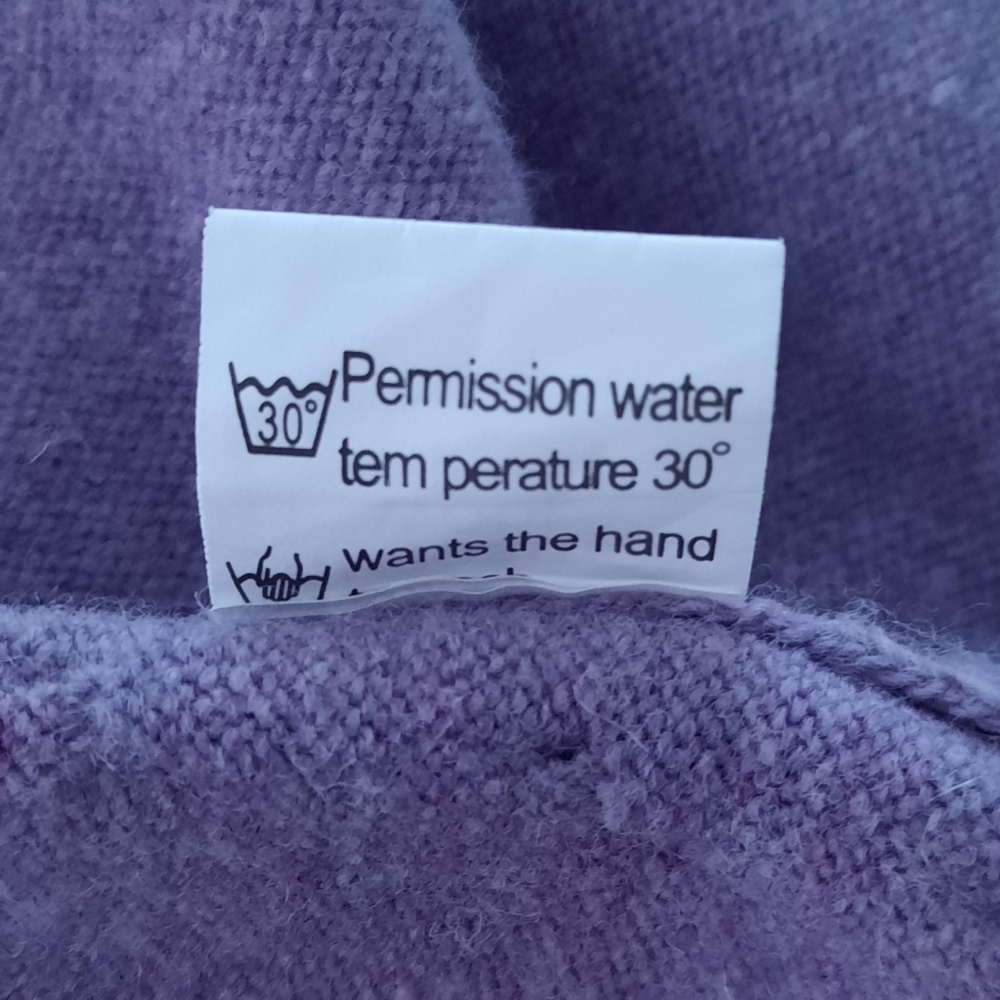 30° Permission water
tem perature 30°
Wants the hand